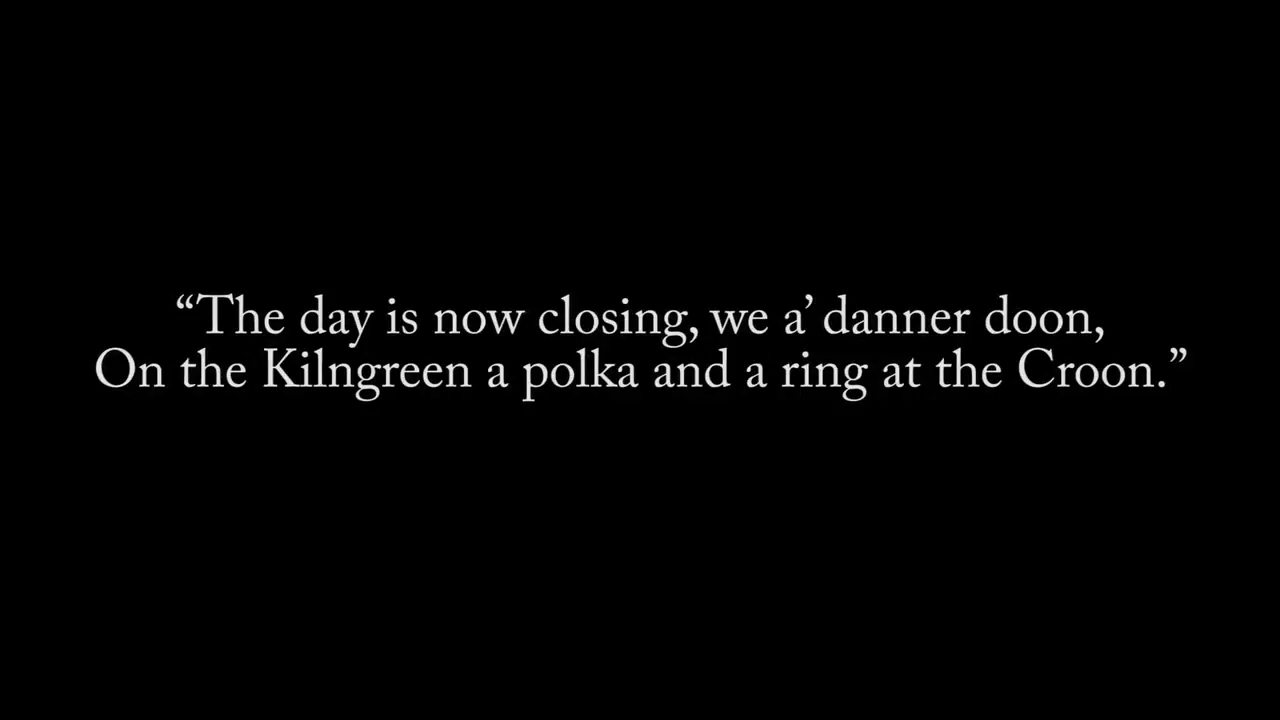 “The day is now closing, we a’ danner doon,
On the Kilngreen a polka and a ring at the Croon.”